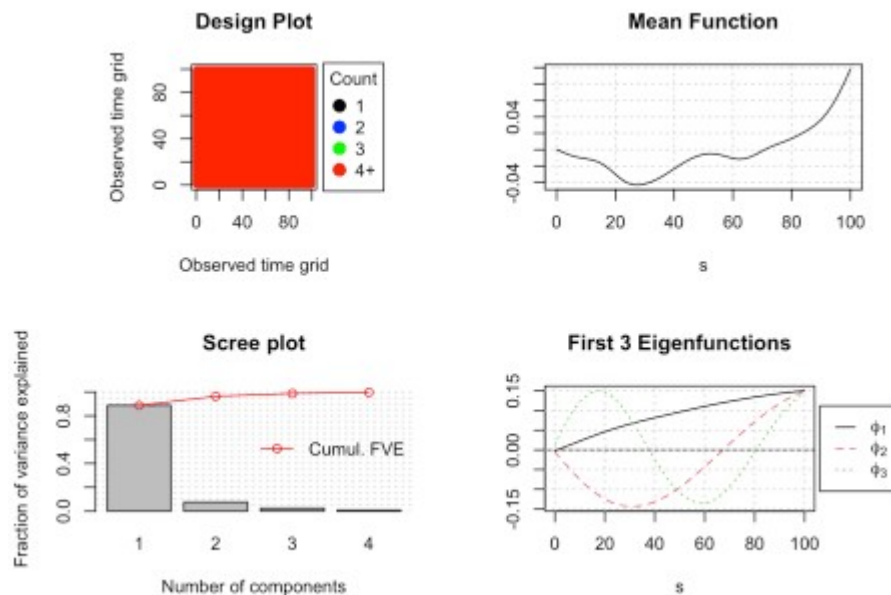 Design Plot
Observed time grid
80
40
0
0 40 80
Observed time grid
Count
1
2
3
4+
Mean Function
0.04
-0.04
0 20 40 60 80 100
s
Scree plot
Fraction of variance explained
0.8
0.4
0.0
Cumul. FVE
1 2 3 4
Number of components
First 3 Eigenfunctions
0.15
0.00
-0.15
0 20 40 60 80 100
s
ϕ1
ϕ2
ϕ3